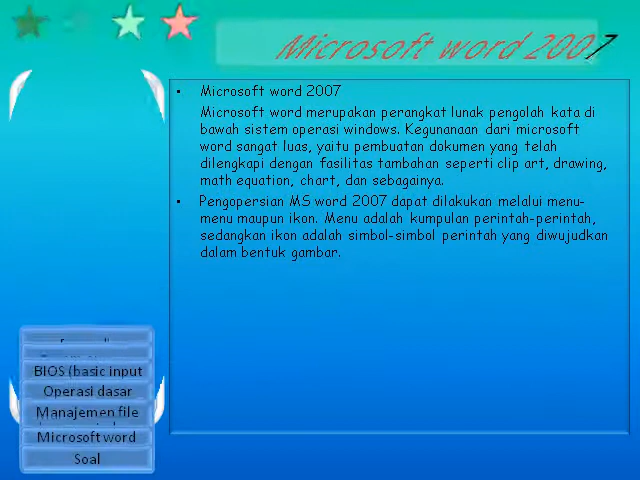 Microsoft word 2007
• Microsoft word 2007
Microsoft word merupakan perangkat lunak pengolah kata di
bawah sistem operasi windows. Kegunanaan dari microsoft
word sangat luas, yaitu pembuatan dokumen yang telah
dilengkapi dengan fasilitas tambahan seperti clip art, drawing,
math equation, chart, dan sebagainya.
• Pengopersian MS word 2007 dapat dilakukan melalui menu-
menu maupun ikon. Menu adalah kumpulan perintah-perintah,
sedangkan ikon adalah simbol-simbol perintah yang diwujudkan
dalam bentuk gambar.
BIOS (basic input
Operasi dasar
Manajemen file
Microsoft word
Soal